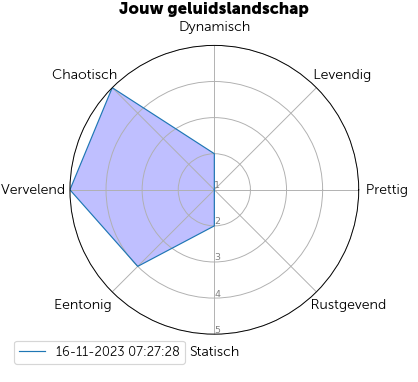 Jouw geluidslandschap
Dynamisch
Chaotisch
Levendig
Vervelend
Prettig
1
2
3
4
5
Eentonig
Rustgevend
Statisch
16-11-2023 07:27:28